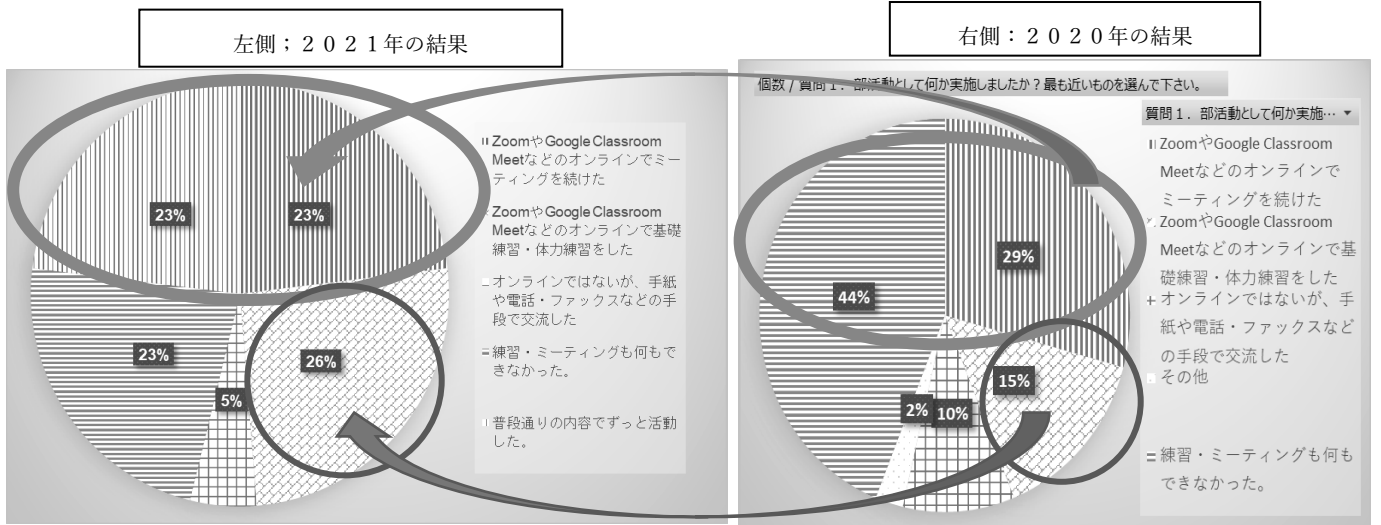 左側；２０２１年の結果
右側：２０２０年の結果
23%
23%
23%
5%
26%
ZoomやGoogle Classroom
Meetなどのオンラインでミー
ティングを続けた
ZoomやGoogle Classroom
Meetなどのオンラインで基礎
練習・体力練習をした
オンラインではないが、手紙
や電話・ファックスなどの手
段で交流した
練習・ミーティングも何もで
きなかった。
普段通りの内容でずっと活動
した。
個数 / 質問１．部活動として何か実施しましたか？最も近いものを選んで下さい。
44%
29%
15%
2%
10%
質問１．部活動として何か実施…
ZoomやGoogle Classroom
Meetなどのオンラインで
ミーティングを続けた
ZoomやGoogle Classroom
Meetなどのオンラインで基
礎練習・体力練習をした
オンラインではないが、手
紙や電話・ファックスなど
の手段で交流した
その他
練習・ミーティングも何も
できなかった。